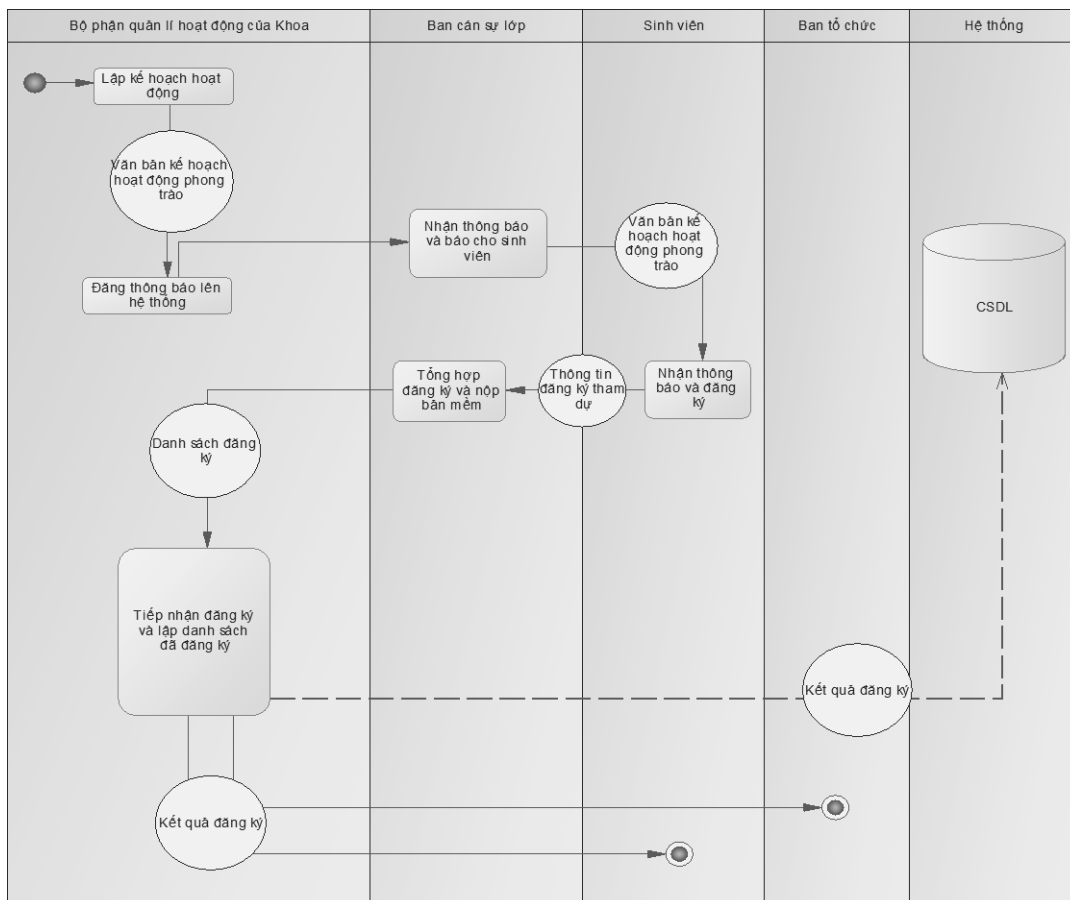 Bộ phận quản lí hoạt động của Khoa
Ban cán sự lớp
Sinh viên
Ban tổ chức
Hệ thống
Lập kế hoạch hoạt
động
Văn bản kế hoạch
hoạt động phong
trào
Đăng thông báo lên
hệ thống
Nhận thông báo
và báo cho sinh
viên
Văn bản kế
hoạch hoạt
động phong
trào
CSDL
Nhận thông
báo và đăng
ký
Thông tin
đăng ký tham
dự
Tổng hợp
đăng ký và nộp
bản mềm
Danh sách đăng
ký
Tiếp nhận đăng ký
và lập danh sách
đã đăng ký
Kết quả đăng ký
Kết quả đăng ký